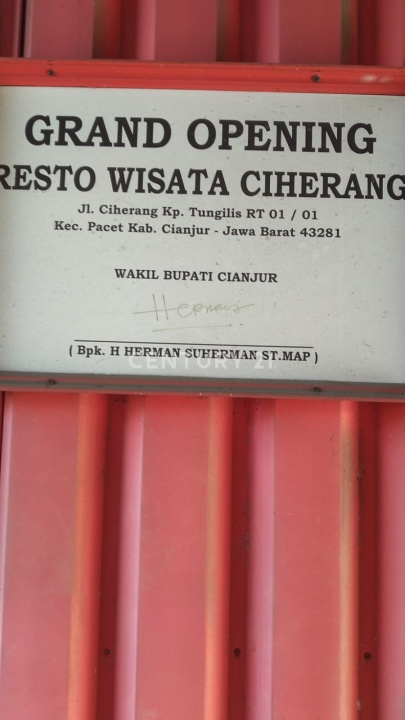 GRAND OPENING
RESTO WISATA CIHERANG
Jl. Ciherang Kp. Tungilis RT 01 / 01
Kec. Pacet Kab. Cianjur - Jawa Barat 43281
WAKIL BUPATI CIANJUR
Herman
( Bpk. H HERMAN SUHERMAN ST.MAP )
CENTURY 21